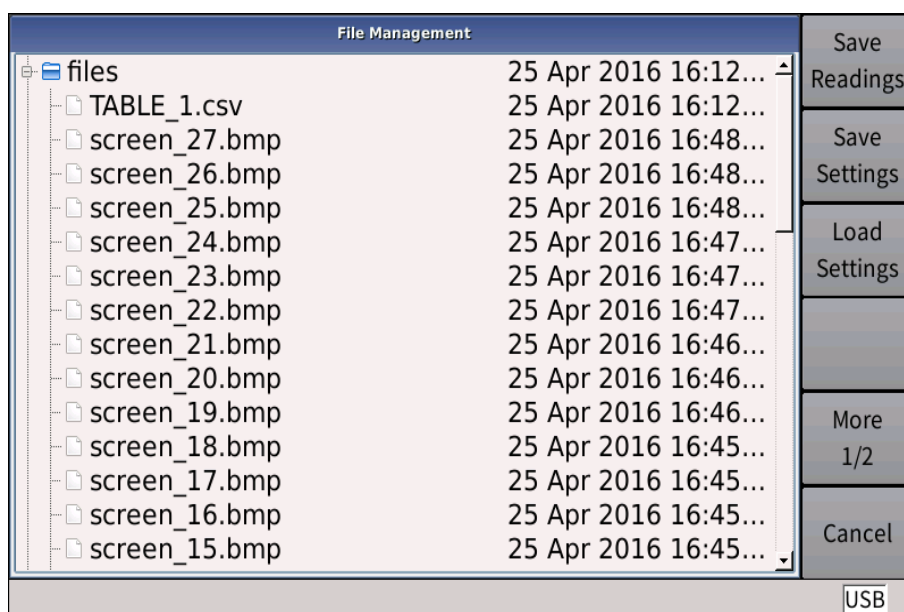 File Management
files 25 Apr 2016 16:12...
TABLE_1.csv 25 Apr 2016 16:12...
screen_27.bmp 25 Apr 2016 16:48...
screen_26.bmp 25 Apr 2016 16:48...
screen_25.bmp 25 Apr 2016 16:48...
screen_24.bmp 25 Apr 2016 16:47...
screen_23.bmp 25 Apr 2016 16:47...
screen_22.bmp 25 Apr 2016 16:47...
screen_21.bmp 25 Apr 2016 16:46...
screen_20.bmp 25 Apr 2016 16:46...
screen_19.bmp 25 Apr 2016 16:46...
screen_18.bmp 25 Apr 2016 16:45...
screen_17.bmp 25 Apr 2016 16:45...
screen_16.bmp 25 Apr 2016 16:45...
screen_15.bmp 25 Apr 2016 16:45...
Save
Readings
Save
Settings
Load
Settings
More
1/2
Cancel
USB